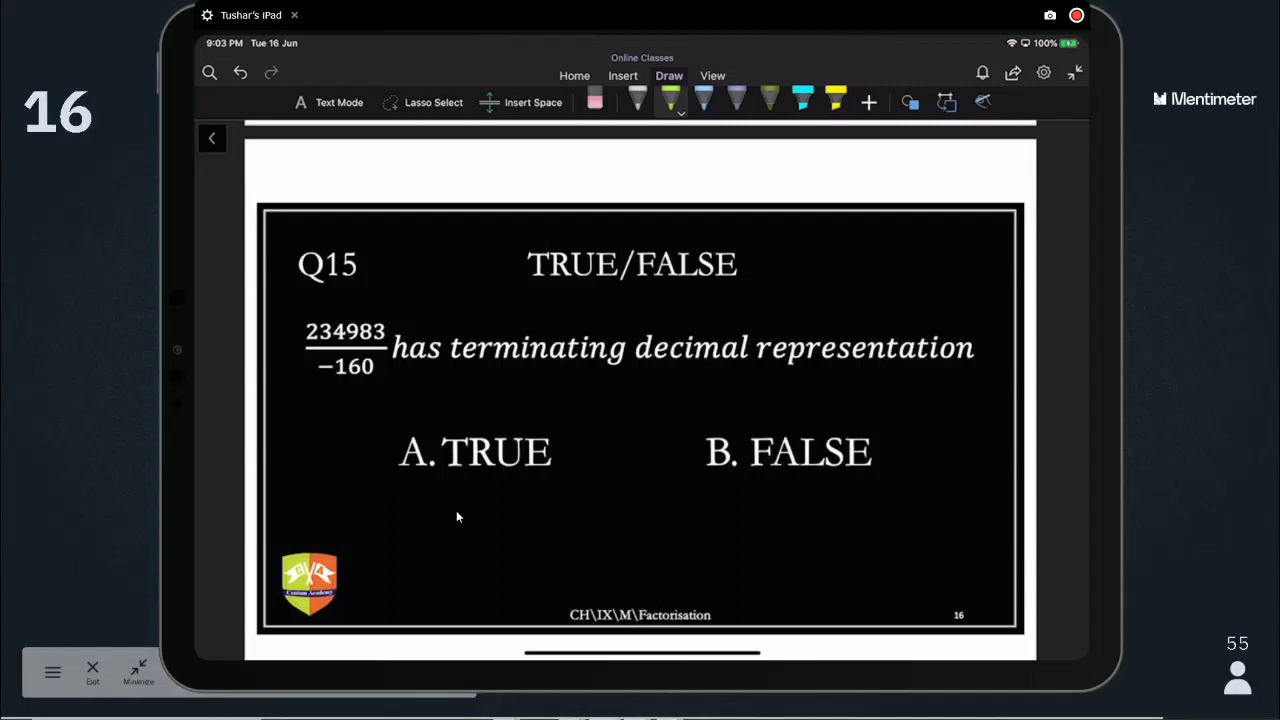 Tushar's iPad
9:03 PM Tue 16 Jun
100%
Online Classes
Home Insert Draw View
Text Mode Lasso Select Insert Space
16
Mentimeter
Q15 TRUE/FALSE
234983
-160
has terminating decimal representation
A. TRUE B. FALSE
Centum Academy
CH\IX\M\Factorisation 16
Exit Minimize
55